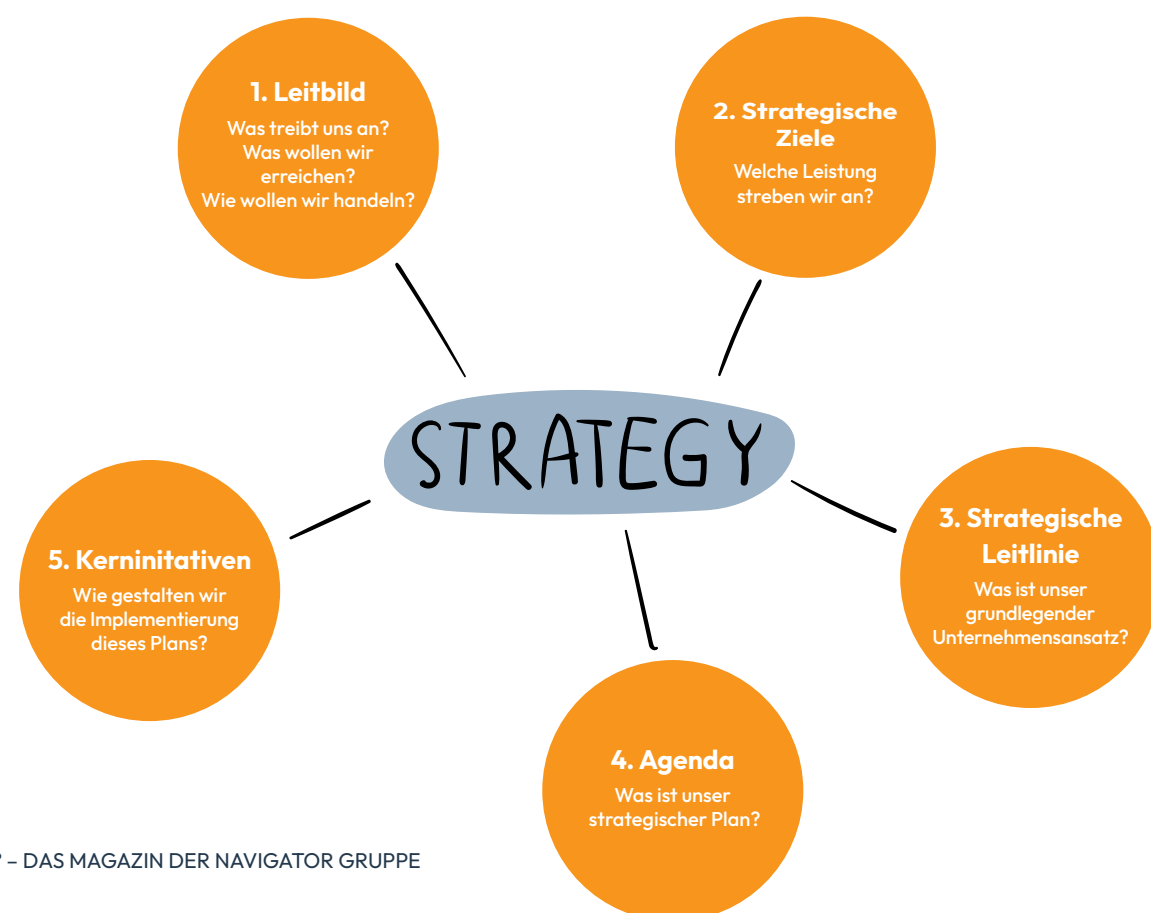 1. Leitbild
Was treibt uns an?
Was wollen wir
erreichen?
Wie wollen wir handeln?
2. Strategische
Ziele
Welche Leistung
streben wir an?
STRATEGY
3. Strategische
Leitlinie
Was ist unser
grundlegender
Unternehmensansatz?
4. Agenda
Was ist unser
strategischer Plan?
5. Kerninitativen
Wie gestalten wir
die Implementierung
dieses Plans?
– DAS MAGAZIN DER NAVIGATOR GRUPPE